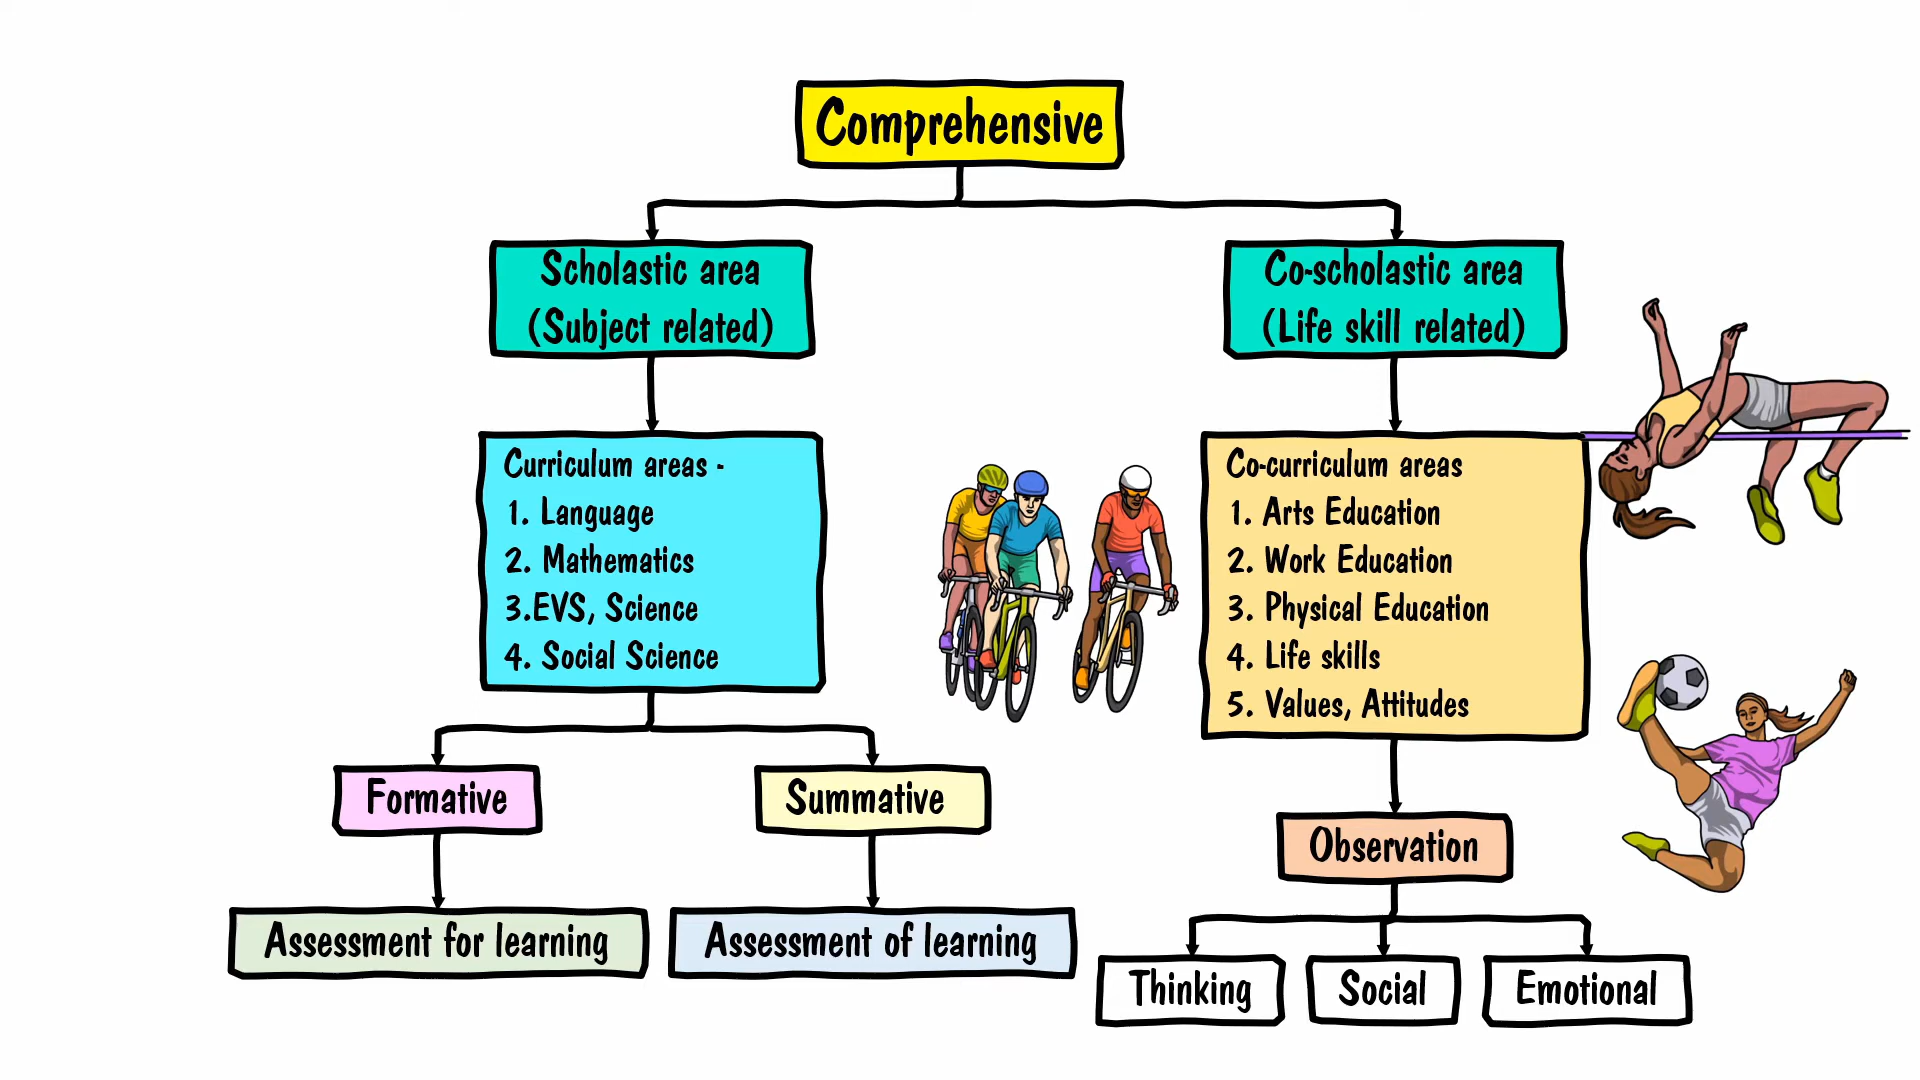 Comprehensive
Scholastic area
(Subject related)
Co-scholastic area
(Life skill related)
Curriculum areas -
1. Language
2. Mathematics
3.EVS, Science
4. Social Science
Co-curriculum areas
1. Arts Education
2. Work Education
3. Physical Education
4. Life skills
5. Values, Attitudes
Formative
Summative
Observation
Assessment for learning
Assessment of learning
Thinking
Social
Emotional